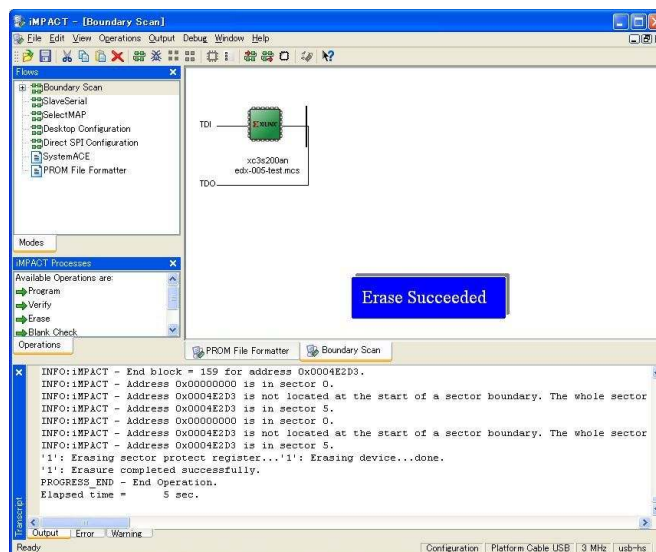 iMPACT - [Boundary Scan]
File Edit View Operations Output Debug Window Help
Flows
Boundary Scan
SlaveSerial
SelectMAP
Desktop Configuration
Direct SPI Configuration
SystemACE
PROM File Formatter
Modes
TDI
XILINX
xc3s200an
edx-005-test.mcs
TDO
iMPACT Processes
Available Operations are:
Program
Verify
Erase
Blank Check
Operations
Erase Succeeded
PROM File Formatter
Boundary Scan
INFO:iMPACT - End block = 159 for address 0x0004E2D3.
INFO:iMPACT - Address 0x00000000 is in sector 0.
INFO:iMPACT - Address 0x0004E2D3 is not located at the start of a sector boundary. The whole sector
INFO:iMPACT - Address 0x0004E2D3 is in sector 5.
INFO:iMPACT - Address 0x00000000 is in sector 0.
INFO:iMPACT - Address 0x0004E2D3 is not located at the start of a sector boundary. The whole sector
INFO:iMPACT - Address 0x0004E2D3 is in sector 5.
'1': Erasing sector protect register...'1': Erasing device...done.
'1': Erasure completed successfully.
PROGRESS_END - End Operation.
Elapsed time =      5 sec.
Transcript
Output Error Warning
Ready
Configuration Platform Cable USB 3 MHz usb-hs